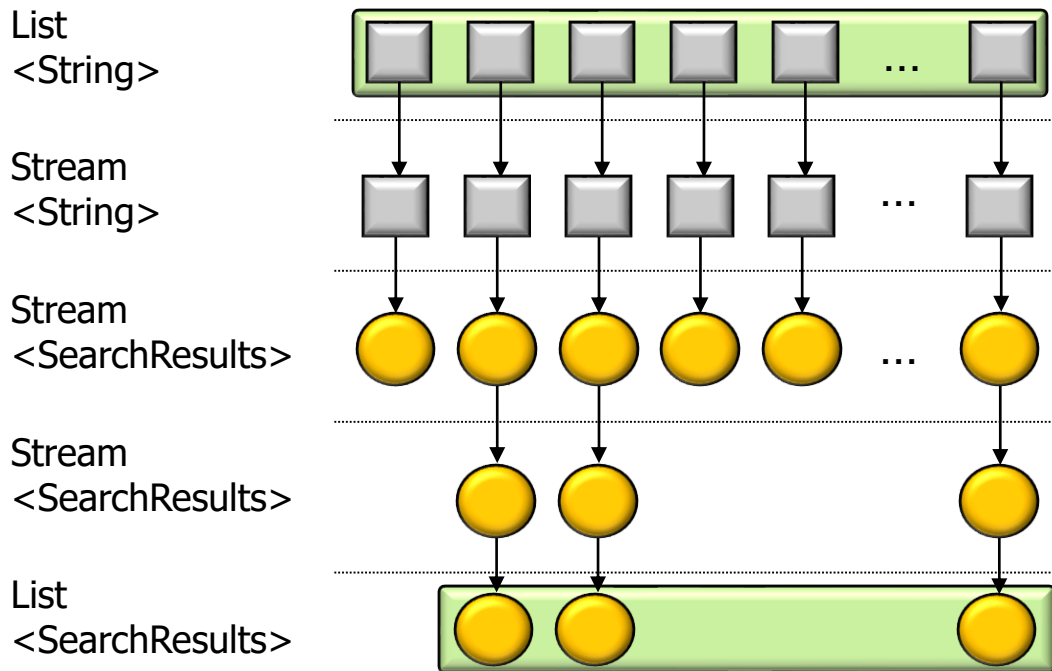 List
<String>
...
Stream
<String>
...
Stream
<SearchResults>
...
Stream
<SearchResults>
List
<SearchResults>